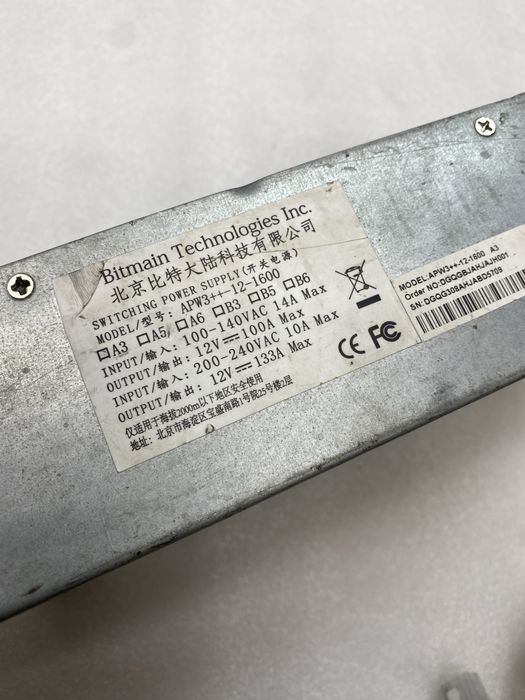 Bitmain Technologies Inc.
北京比特大陆科技有限公司
SWITCHING POWER SUPPLY(开关电源)
MODEL/型号: APW3++-12-1600
□A3 □A5 □A6 □B3 □B5 □B6
INPUT/输入: 100-140VAC 14A Max
OUTPUT/输出: 12V⎓100A Max
INPUT/输入: 200-240VAC 10A Max
OUTPUT/输出: 12V⎓133A Max
仅适用于海拔2000m以下地区安全使用
地址: 北京市海淀区宝盛南路1号院25号楼2层
CE FC
MODEL: APW3++-12-1600 A3
Order NO:DGQGBJAHJAJH001
SN: DGQG308AHJABD5709